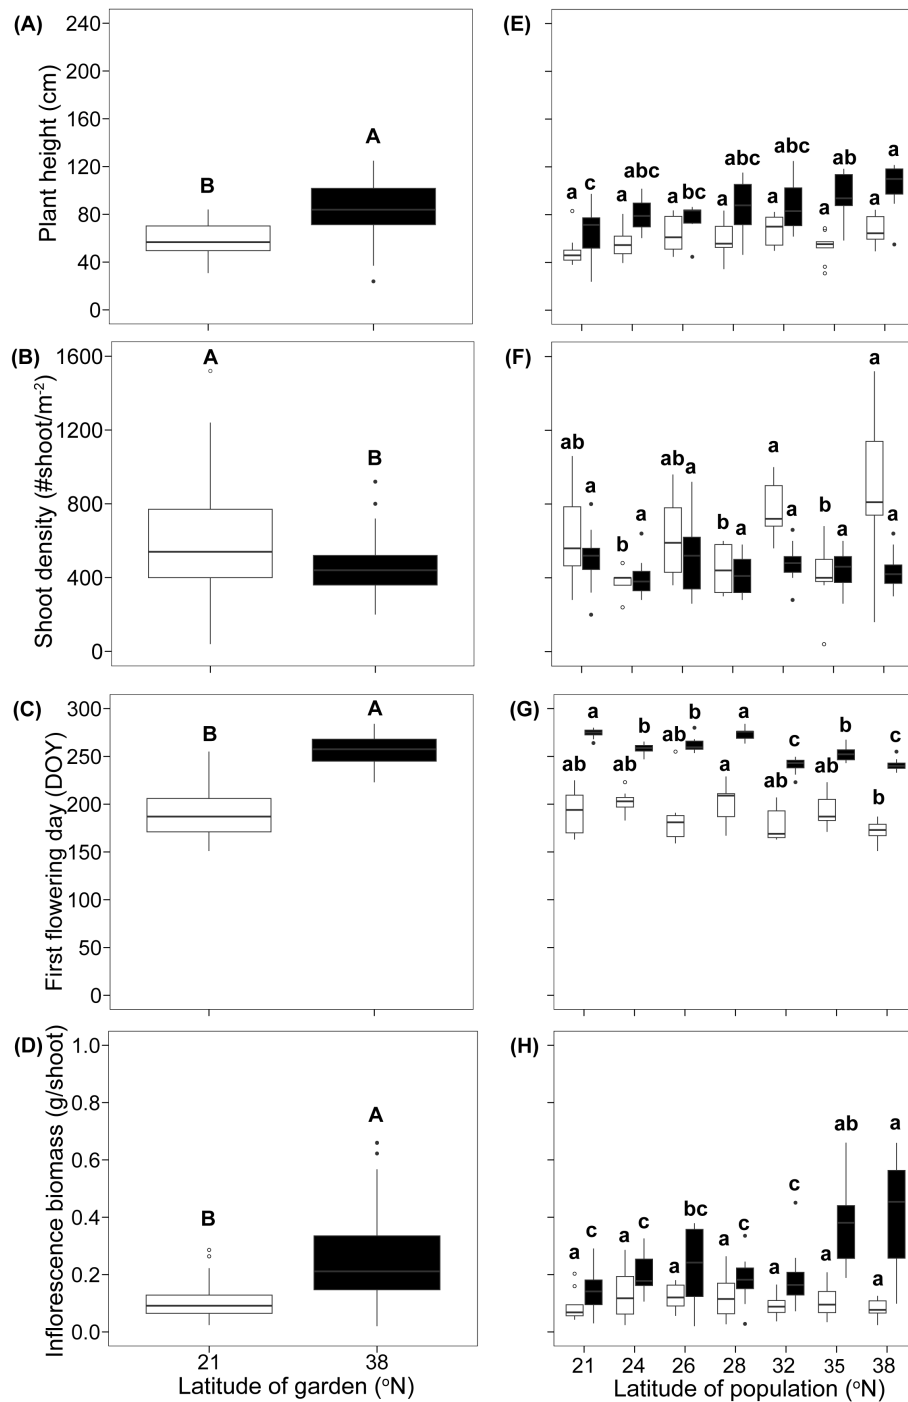 (A)
Plant height (cm)
240
200
160
120
80
40
0
B
A
(E)
a c a abc a bc a abc a abc a ab a a
(B)
Shoot density (#shoot/m⁻²)
1600
1200
800
400
0
A
B
(F)
ab a b a ab a b a a a b a a a
(C)
First flowering day (DOY)
300
250
200
150
100
50
0
B
A
(G)
ab a ab b ab b a a ab c ab b b c
(D)
Inflorescence biomass (g/shoot)
1.0
0.8
0.6
0.4
0.2
0.0
B
A
21 38
Latitude of garden (ºN)
(H)
a c a c a bc a c a c a ab a a
21 24 26 28 32 35 38
Latitude of population (ºN)